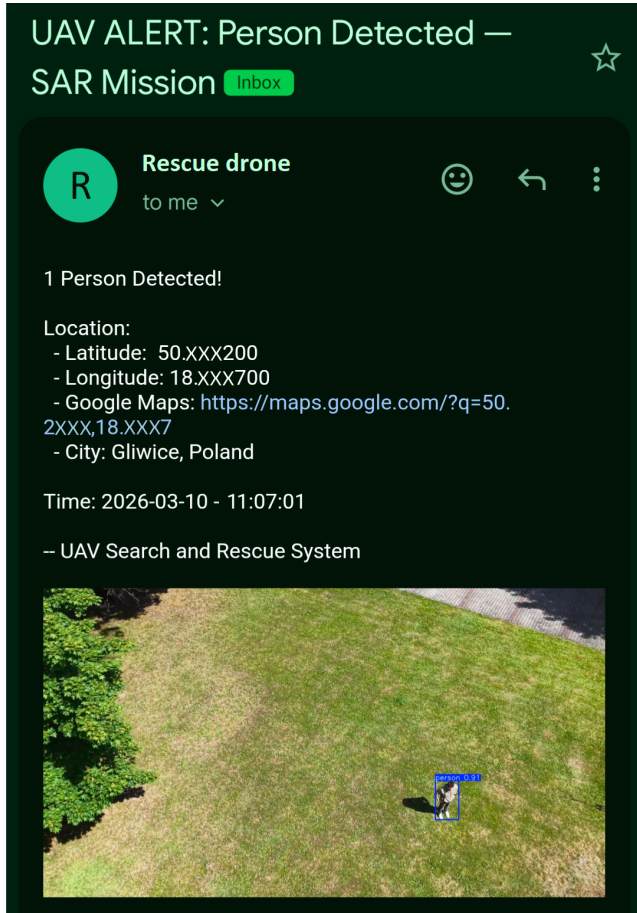 UAV ALERT: Person Detected —
SAR Mission Inbox
R
Rescue drone
to me
1 Person Detected!
Location:
- Latitude:  50.XXX200
- Longitude: 18.XXX700
- Google Maps: https://maps.google.com/?q=50.
2XXX,18.XXX7
- City: Gliwice, Poland
Time: 2026-03-10 - 11:07:01
-- UAV Search and Rescue System
person 0.91